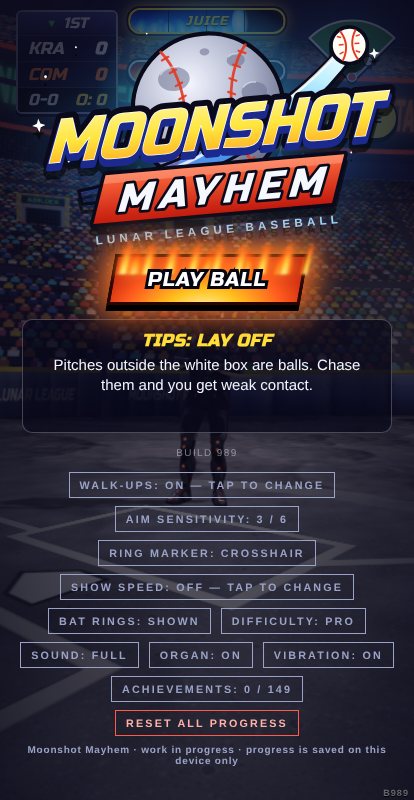 ▼ 1ST
JUICE
KRA 0
COM 0
0-0 O: 0
MOONSHOT
MAYHEM
LUNAR LEAGUE BASEBALL
PLAY BALL
TIPS: LAY OFF
Pitches outside the white box are balls. Chase
them and you get weak contact.
LUNAR LEAGUE
BUILD 989
WALK-UPS: ON — TAP TO CHANGE
AIM SENSITIVITY: 3 / 6
RING MARKER: CROSSHAIR
SHOW SPEED: OFF — TAP TO CHANGE
BAT RINGS: SHOWN
DIFFICULTY: PRO
SOUND: FULL
ORGAN: ON
VIBRATION: ON
ACHIEVEMENTS: 0 / 149
RESET ALL PROGRESS
Moonshot Mayhem · work in progress · progress is saved on this
device only
B989